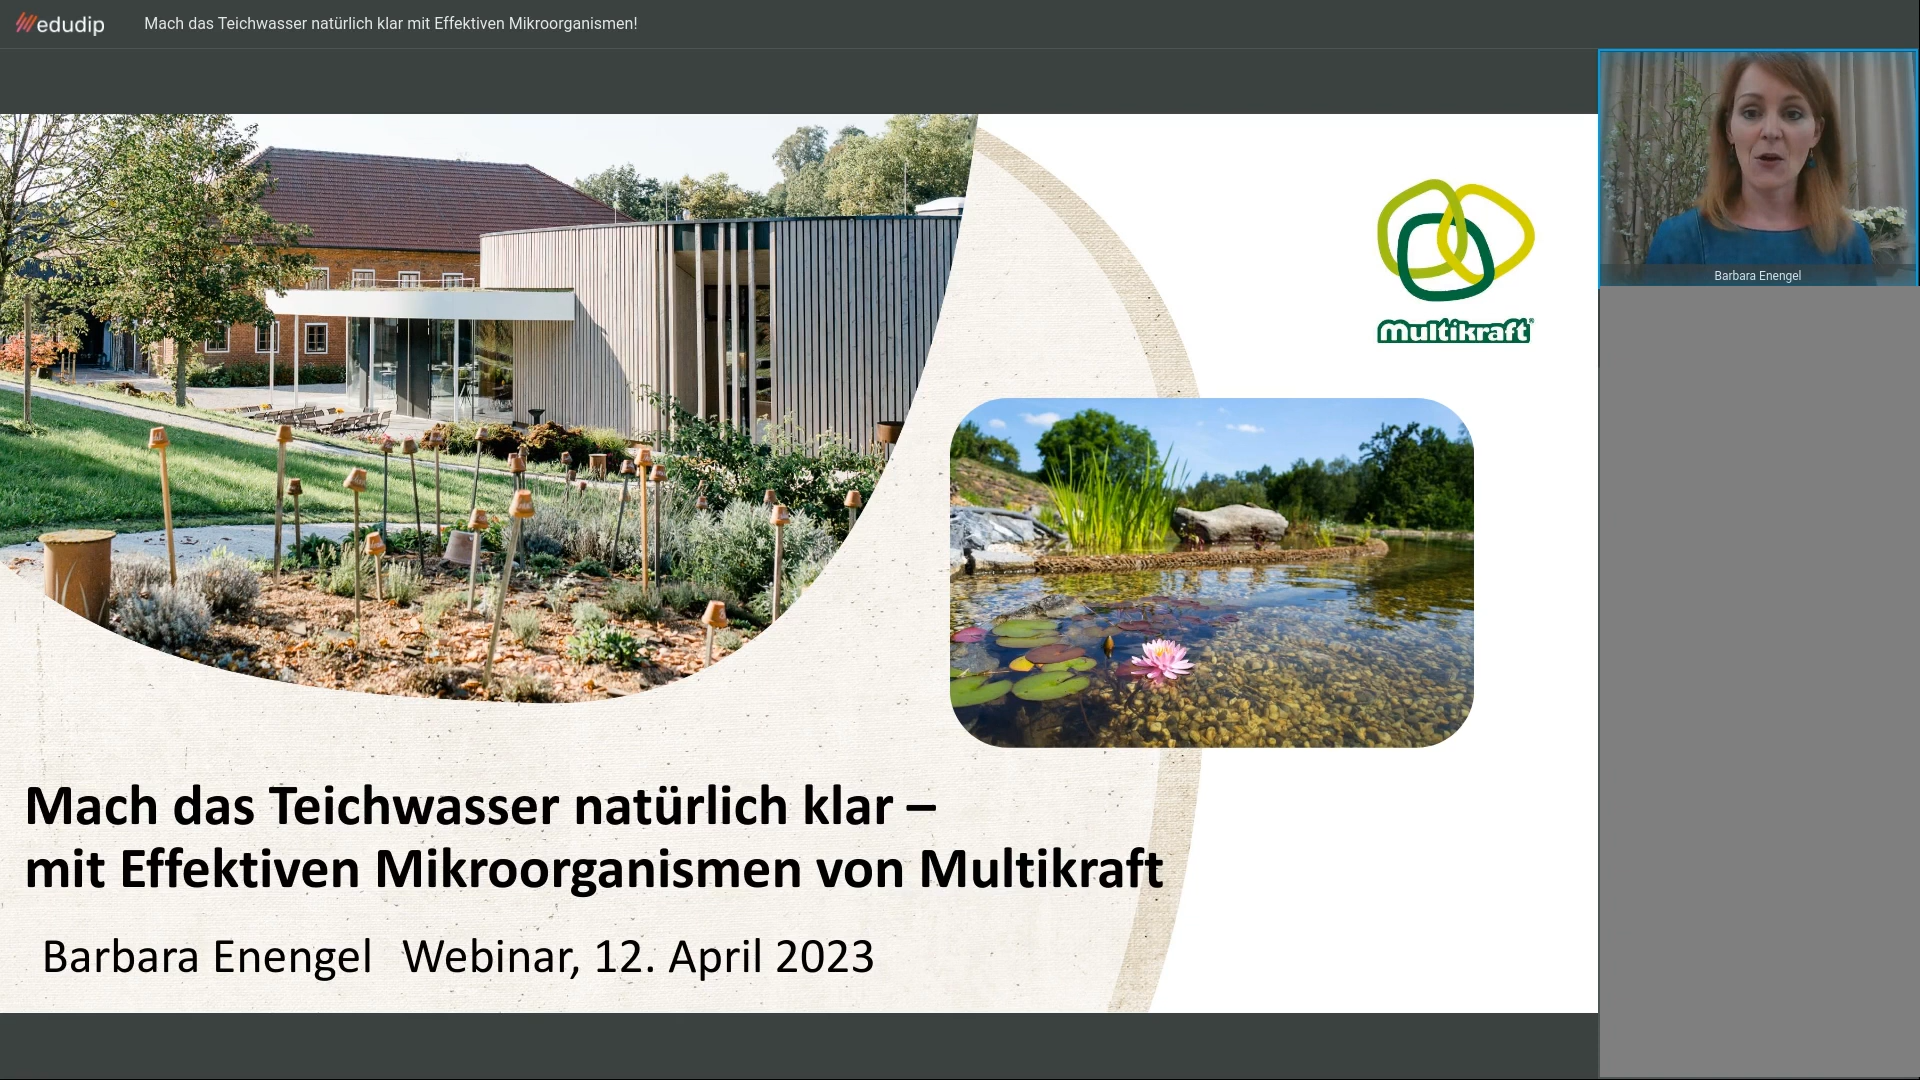 edudip
Mach das Teichwasser natürlich klar mit Effektiven Mikroorganismen!
Barbara Enengel
multikraft®
Mach das Teichwasser natürlich klar –
mit Effektiven Mikroorganismen von Multikraft
Barbara Enengel Webinar, 12. April 2023